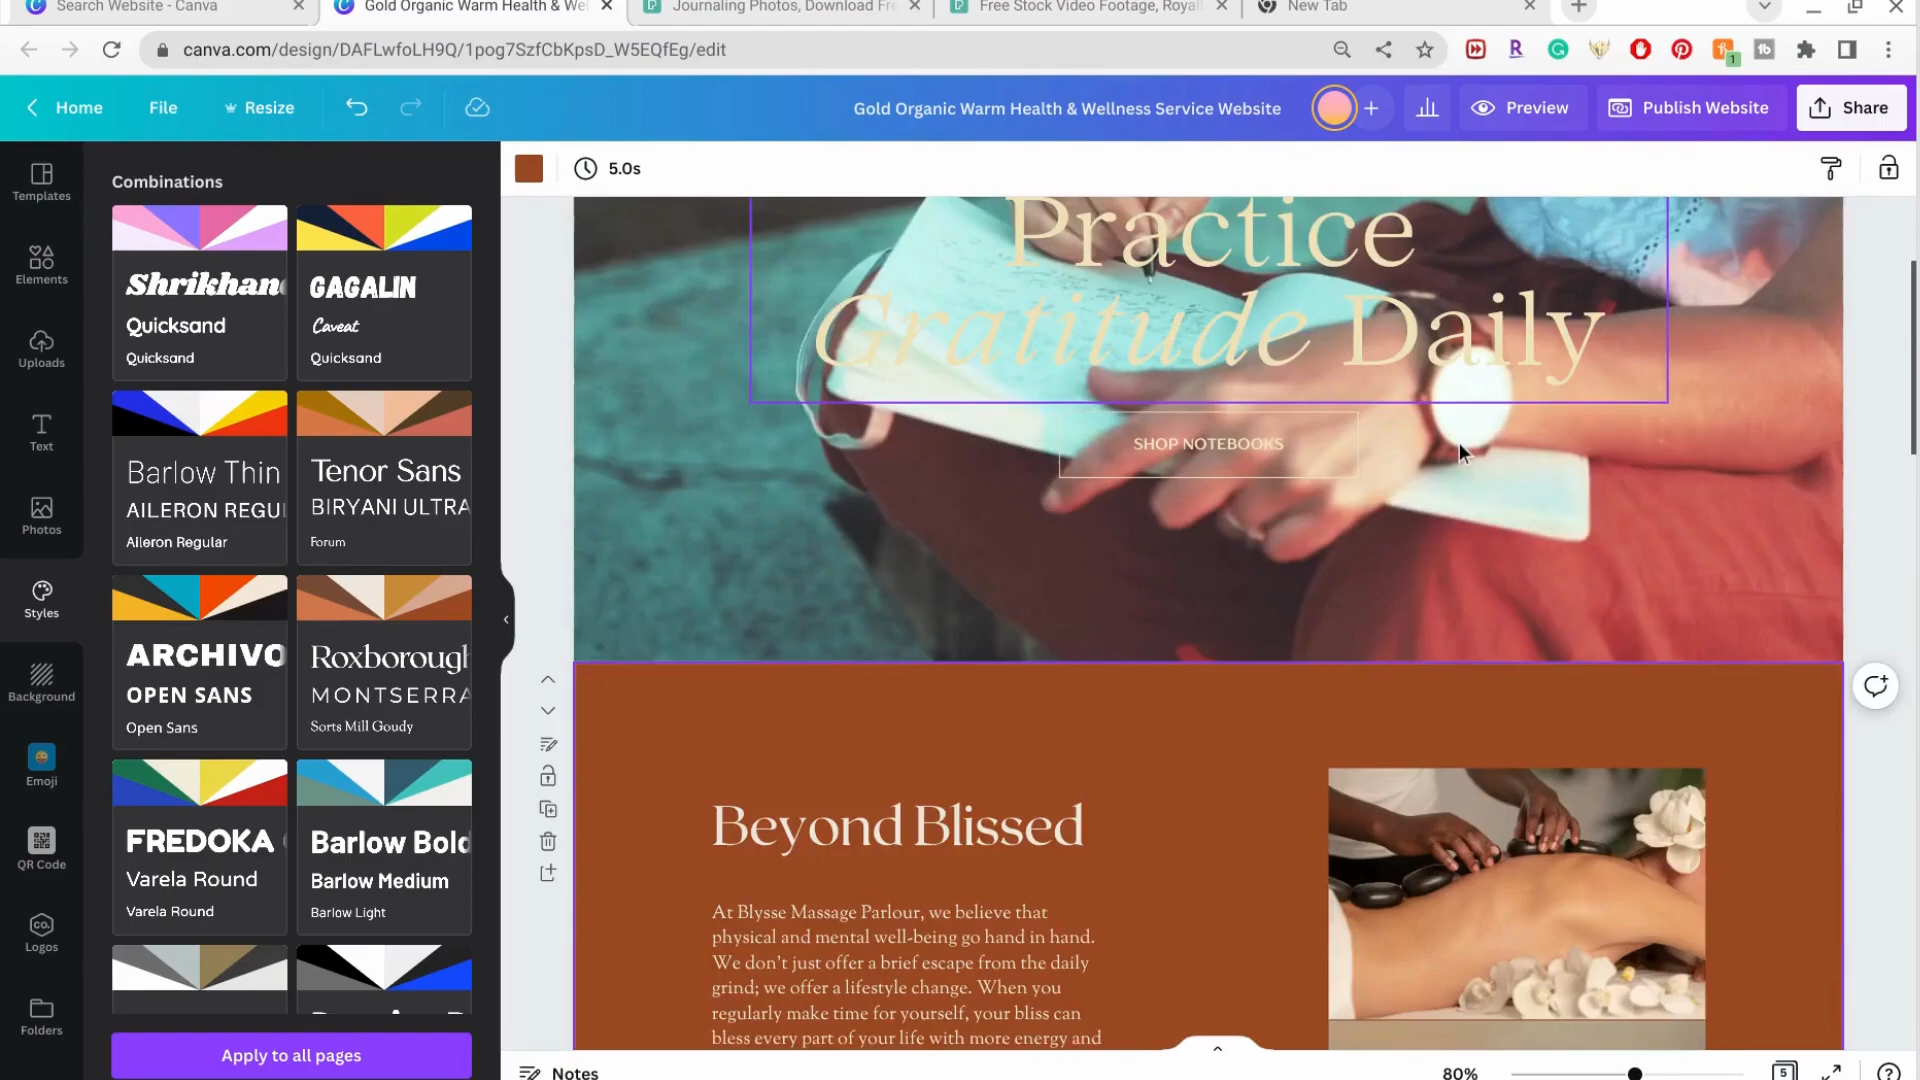 Search Website - Canva
Gold Organic Warm Health & We
Journaling Photos, Download Fre
Free Stock Video Footage, Royal
New Tab
canva.com/design/DAFLwfoLH9Q/1pog7SzfCbKpsD_W5EQfEg/edit
1
Home
File
Resize
Gold Organic Warm Health & Wellness Service Website
Preview
Publish Website
Share
5.0s
Templates
Elements
Uploads
Text
Photos
Styles
Background
Emoji
QR Code
CO.
Logos
Folders
Combinations
Shrikhan
Quicksand
Quicksand
GAGALIN
Caveat
Quicksand
Barlow Thin
AILERON REGU
Aileron Regular
Tenor Sans
BIRYANI ULTRA
Forum
ARCHIVO
OPEN SANS
Open Sans
Roxborough
MONTSERRA
Sorts Mill Goudy
FREDOKA
Varela Round
Varela Round
Barlow Bold
Barlow Medium
Barlow Light
Apply to all pages
Practice
Gratitude Daily
SHOP NOTEBOOKS
Beyond Blissed
At Blysse Massage Parlour, we believe that
physical and mental well-being go hand in hand.
We don't just offer a brief escape from the daily
grind; we offer a lifestyle change. When you
regularly make time for yourself, your bliss can
bless every part of your life with more energy and
Notes
80%
5